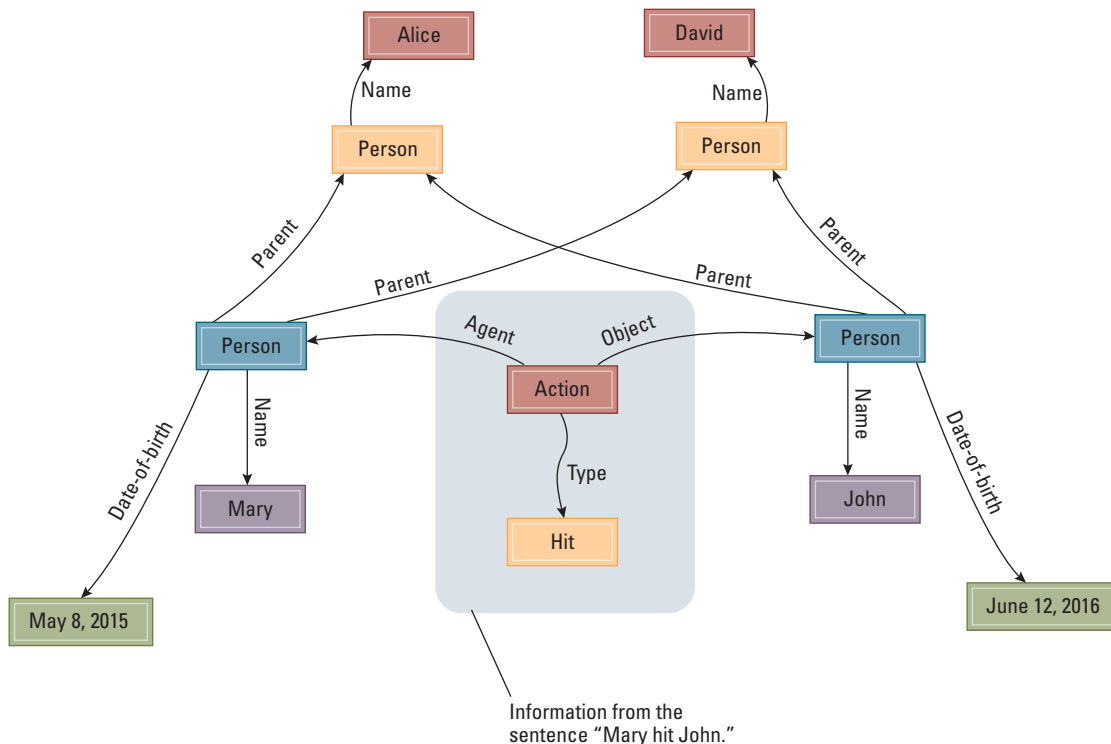 Alice
David
Name
Name
Person
Person
Parent
Parent
Parent
Parent
Agent
Object
Person
Person
Action
Name
Name
Date-of-birth
Date-of-birth
Type
Mary
John
Hit
May 8, 2015
June 12, 2016
Information from the
sentence “Mary hit John.”